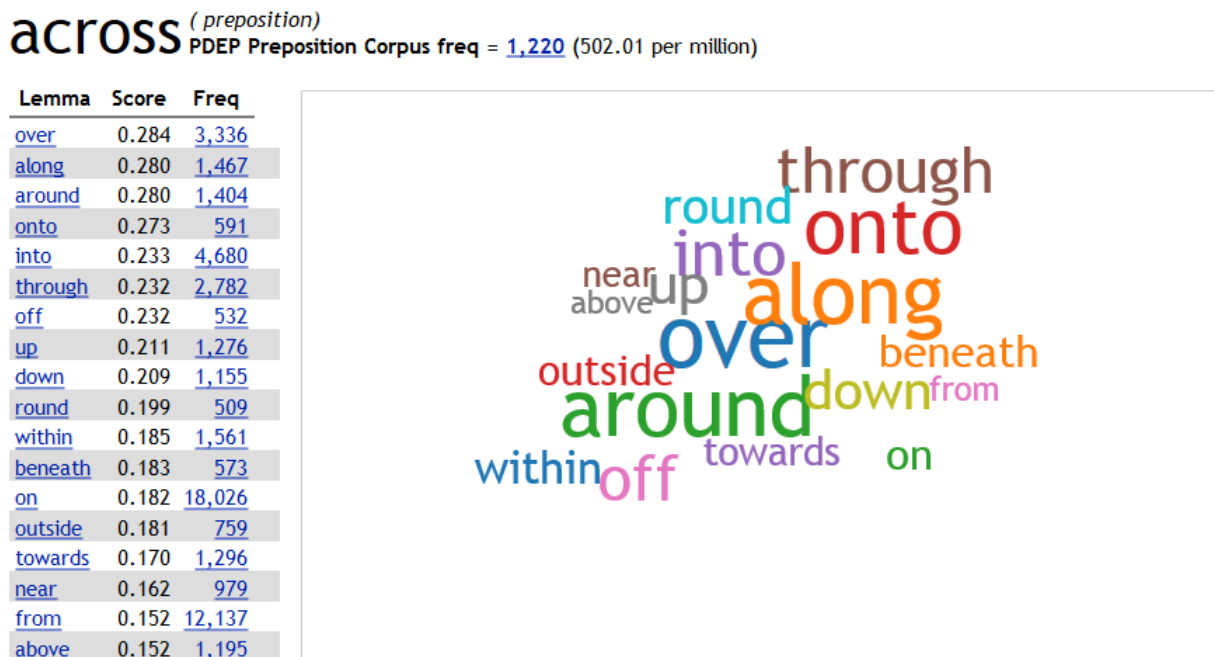 across ( preposition)
PDEP Preposition Corpus freq = 1,220 (502.01 per million)
Lemma Score Freq
over 0.284 3,336
along 0.280 1,467
around 0.280 1,404
onto 0.273 591
into 0.233 4,680
through 0.232 2,782
off 0.232 532
up 0.211 1,276
down 0.209 1,155
round 0.199 509
within 0.185 1,561
beneath 0.183 573
on 0.182 18,026
outside 0.181 759
towards 0.170 1,296
near 0.162 979
from 0.152 12,137
above 0.152 1,195
through
round onto
into
near up
above along
over beneath
outside down from
around
towards on
within off